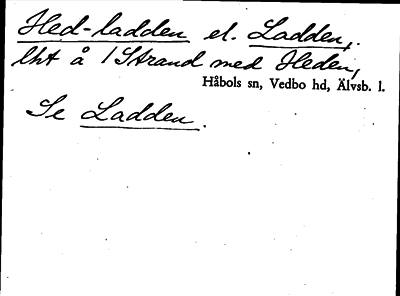 Hed-ladden el. Ladden,
lht å 1 Strand med Heden,
Håbols sn, Vedbo hd, Älvsb. l.
Se Ladden.